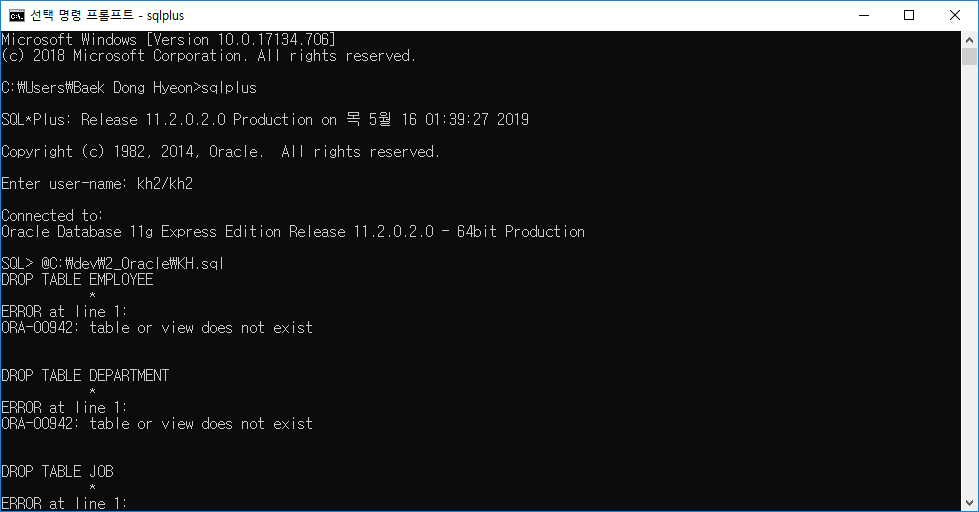 선택 명령 프롬프트 - sqlplus
Microsoft Windows [Version 10.0.17134.706]
(c) 2018 Microsoft Corporation. All rights reserved.
C:₩Users₩Baek Dong Hyeon>sqlplus
SQL*Plus: Release 11.2.0.2.0 Production on 목 5월 16 01:39:27 2019
Copyright (c) 1982, 2014, Oracle.  All rights reserved.
Enter user-name: kh2/kh2
Connected to:
Oracle Database 11g Express Edition Release 11.2.0.2.0 - 64bit Production
SQL> @C:₩dev₩2_Oracle₩KH.sql
DROP TABLE EMPLOYEE
           *
ERROR at line 1:
ORA-00942: table or view does not exist
DROP TABLE DEPARTMENT
           *
ERROR at line 1:
ORA-00942: table or view does not exist
DROP TABLE JOB
           *
ERROR at line 1: